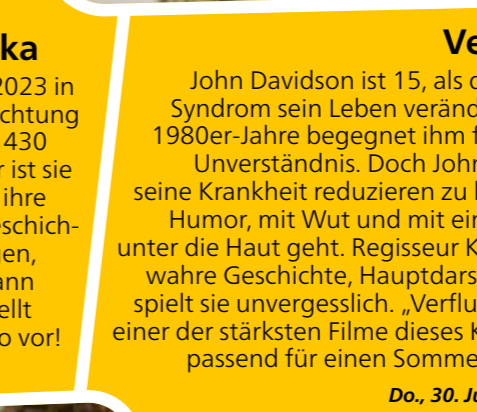 ka
2023 in
chtung
430
r ist sie
ihre
eschich-
gen,
ann
ellt
o vor!
Ve
John Davidson ist 15, als d
Syndrom sein Leben veränd
1980er-Jahre begegnet ihm f
Unverständnis. Doch John
seine Krankheit reduzieren zu l
Humor, mit Wut und mit ein
unter die Haut geht. Regisseur K
wahre Geschichte, Hauptdars
spielt sie unvergesslich. „Verflu
einer der stärksten Filme dieses K
passend für einen Somme
Do., 30. Ju